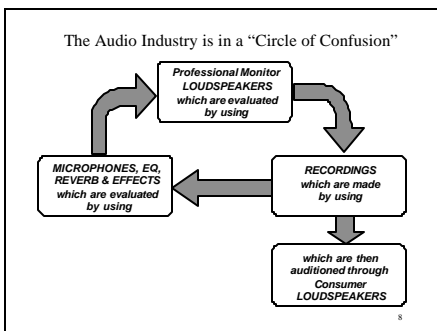 The Audio Industry is in a “Circle of Confusion”
Professional Monitor
LOUDSPEAKERS
which are evaluated
by using
RECORDINGS
which are made
by using
MICROPHONES, EQ,
REVERB & EFFECTS
which are evaluated
by using
which are then
auditioned through
Consumer
LOUDSPEAKERS
8